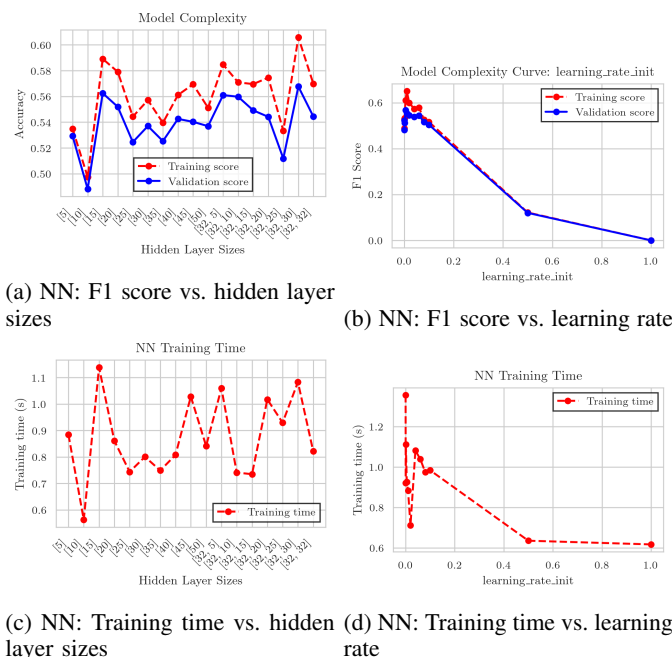 Model Complexity
0.60
0.58
0.56
0.54
0.52
0.50
Accuracy
Training score
Validation score
[5]
[10]
[15]
[20]
[25]
[30]
[35]
[40]
[45]
[50]
[32, 5]
[32, 10]
[32, 15]
[32, 20]
[32, 25]
[32, 30]
[32, 32]
Hidden Layer Sizes
(a) NN: F1 score vs. hidden layer
sizes
Model Complexity Curve: learning_rate_init
0.6
0.4
0.2
0.0
F1 Score
Training score
Validation score
0.0 0.2 0.4 0.6 0.8 1.0
learning_rate_init
(b) NN: F1 score vs. learning rate
NN Training Time
1.1
1.0
0.9
0.8
0.7
0.6
Training time (s)
Training time
[5]
[10]
[15]
[20]
[25]
[30]
[35]
[40]
[45]
[50]
[32, 5]
[32, 10]
[32, 15]
[32, 20]
[32, 25]
[32, 30]
[32, 32]
Hidden Layer Sizes
(c) NN: Training time vs. hidden
layer sizes
NN Training Time
1.2
1.0
0.8
0.6
Training time (s)
Training time
0.0 0.2 0.4 0.6 0.8 1.0
learning_rate_init
(d) NN: Training time vs. learning
rate